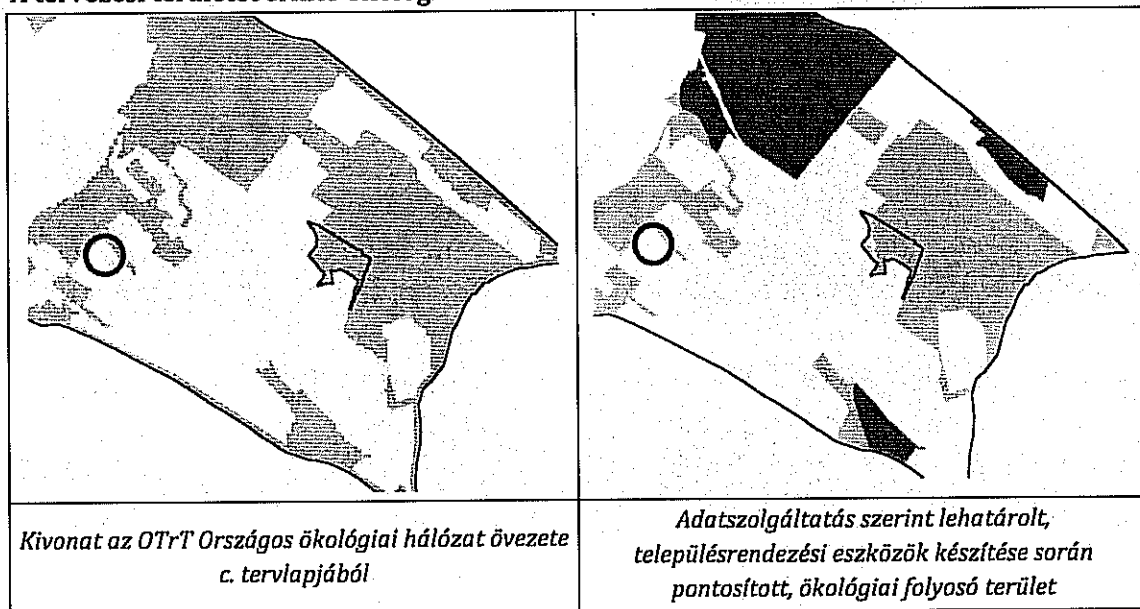 Kivonat az OTrT Országos ökológiai hálózat övezete
c. tervlapjából
Adatszolgáltatás szerint lehatárolt,
településrendezési eszközök készítése során
pontosított, ökológiai folyosó terület